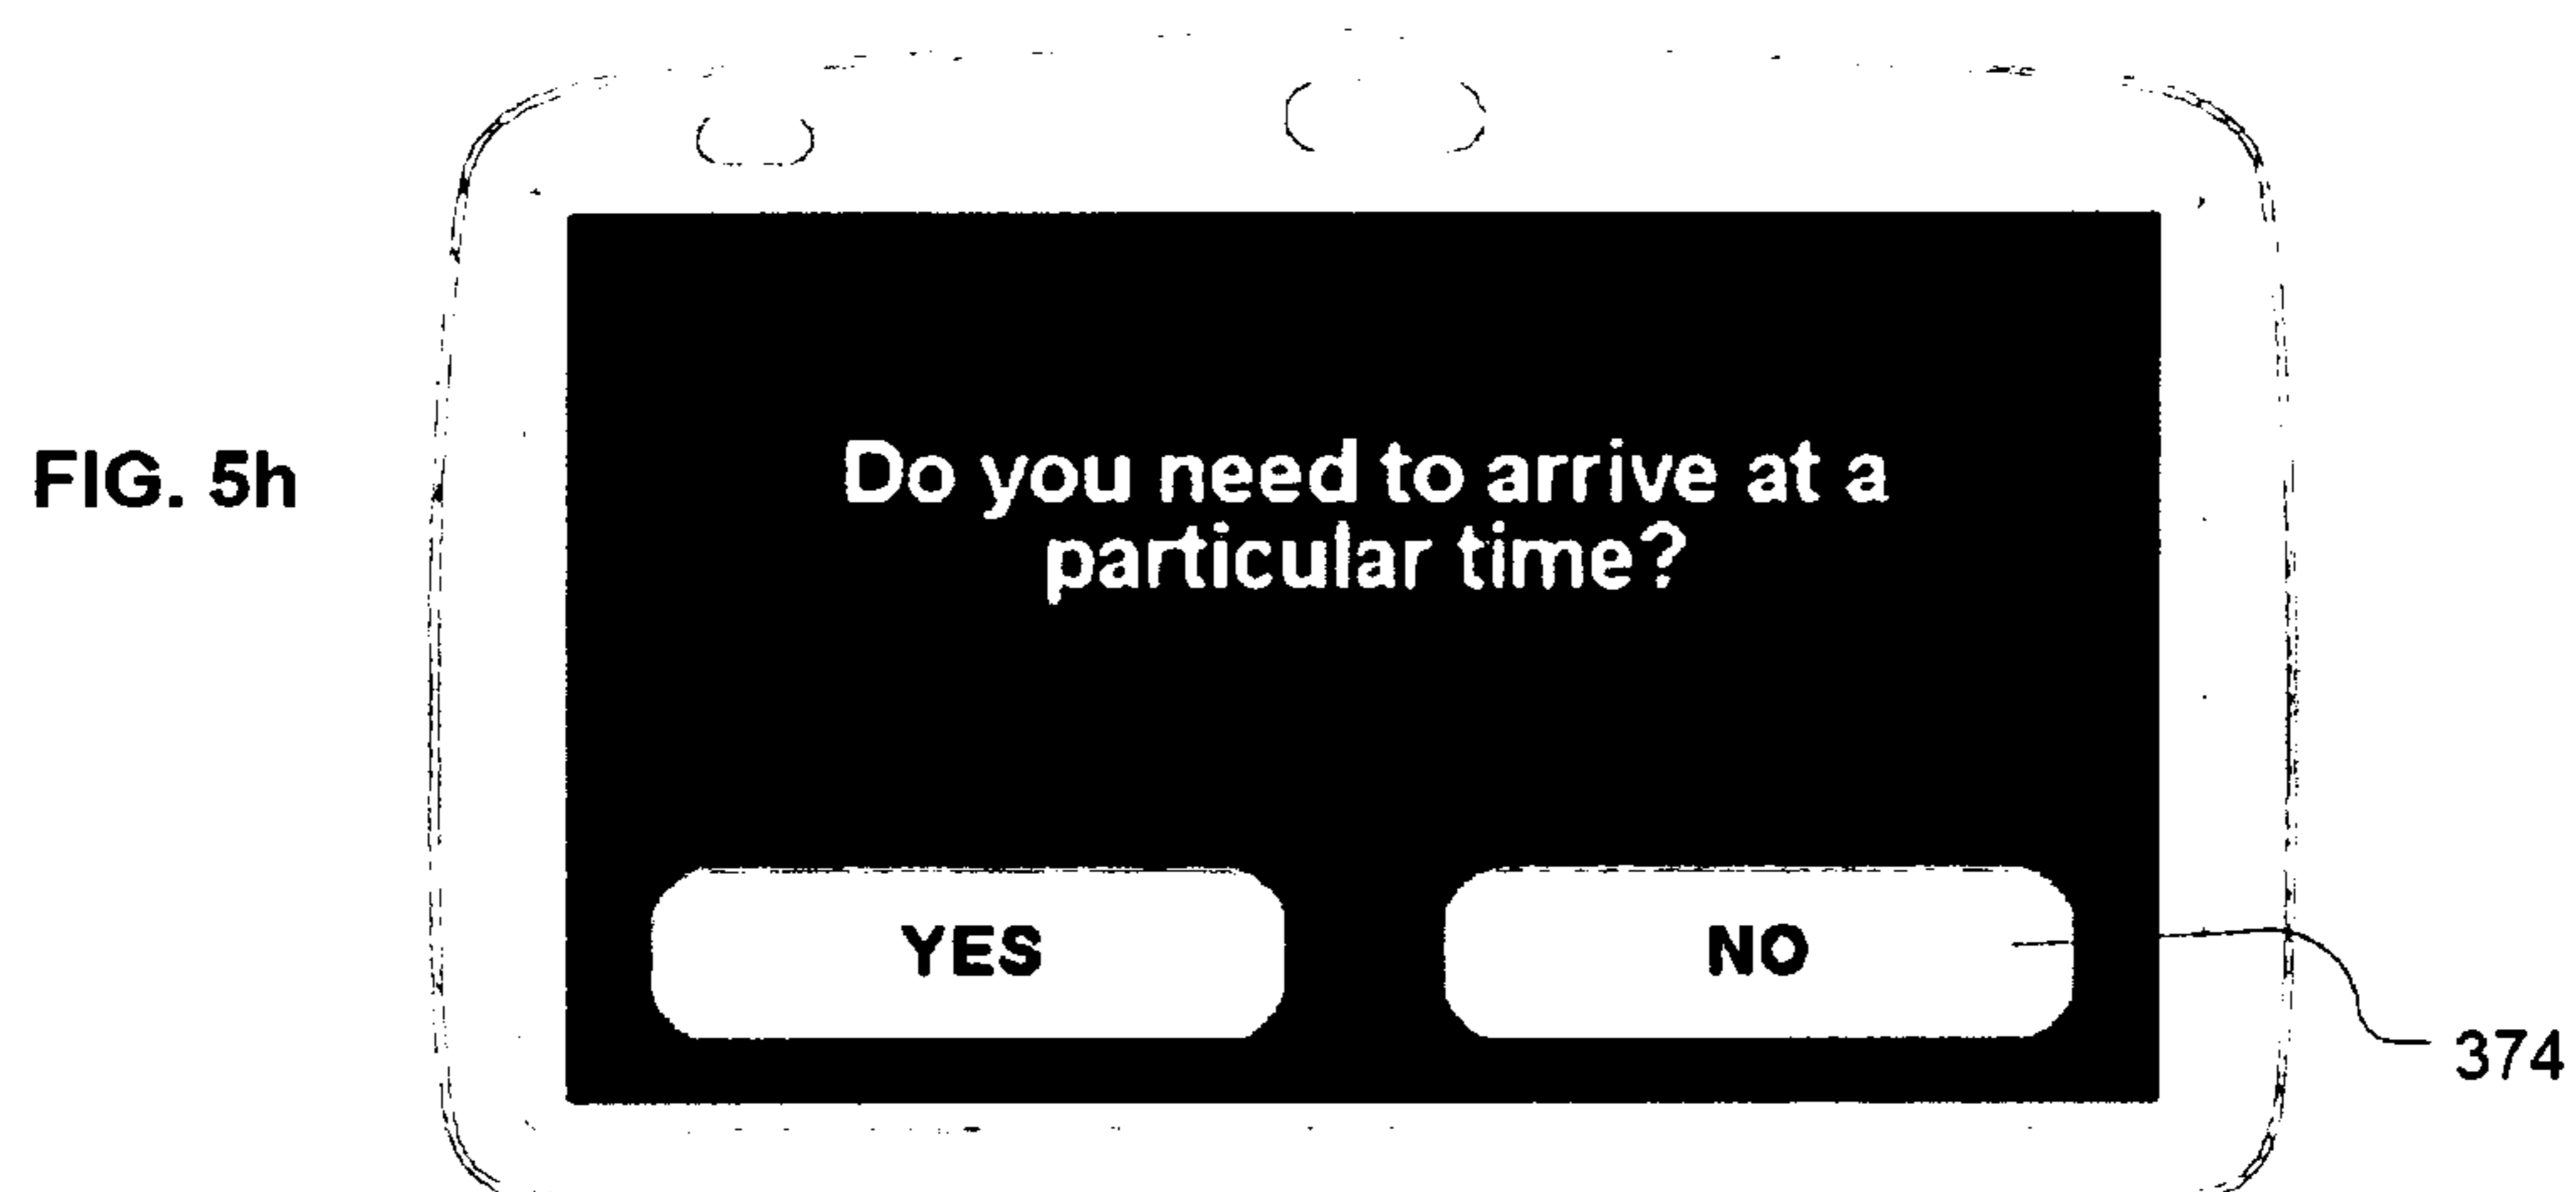 FIG. 5h
Do you need to arrive at a
particular time?
YES
NO
374